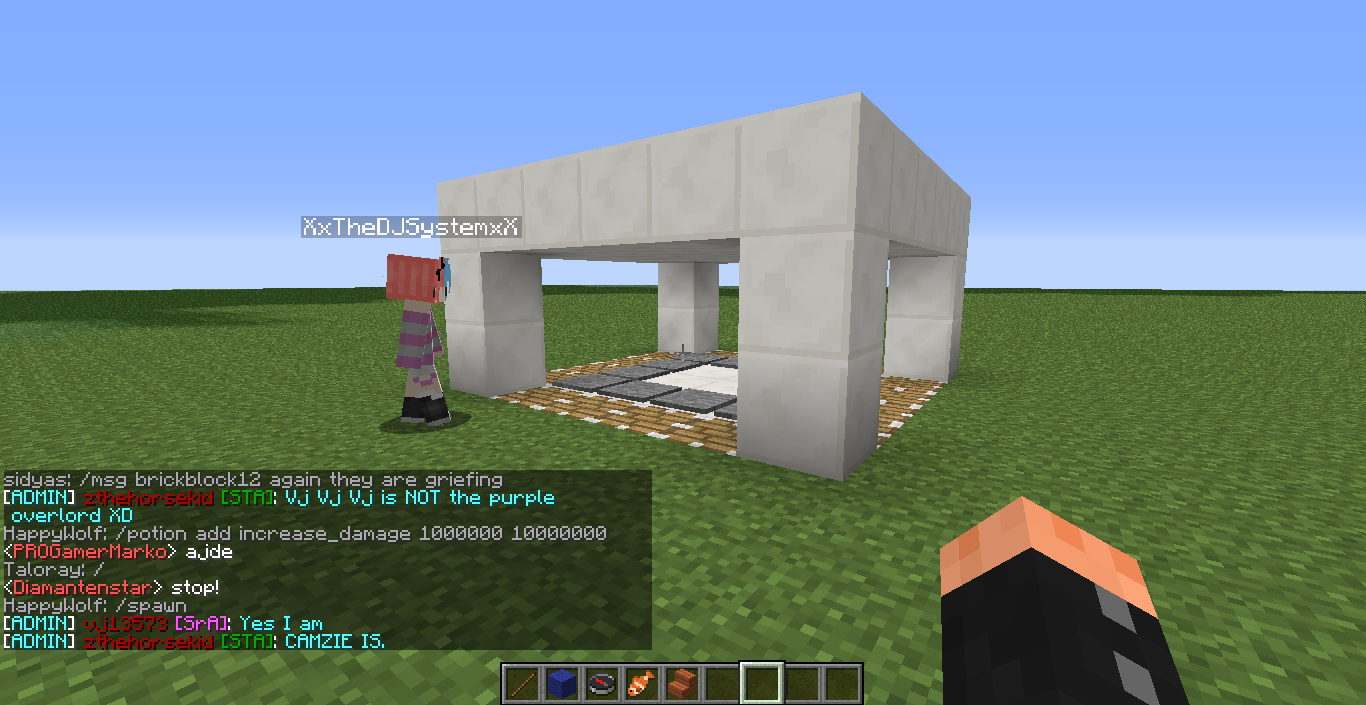 XxTheDJSystemxX
sidyas: /msg brickblock12 again they are griefing
[ADMIN] zthehorsekid [STA]: Vj Vj Vj is NOT the purple
overlord XD
HappyWolf: /potion add increase_damage 1000000 10000000
<PROGamerMarko> ajde
Taloray: /
<Diamantenstar> stop!
HappyWolf: /spawn
[ADMIN] vj13573 [SrA]: Yes I am
[ADMIN] zthehorsekid [STA]: CAMZIE IS.